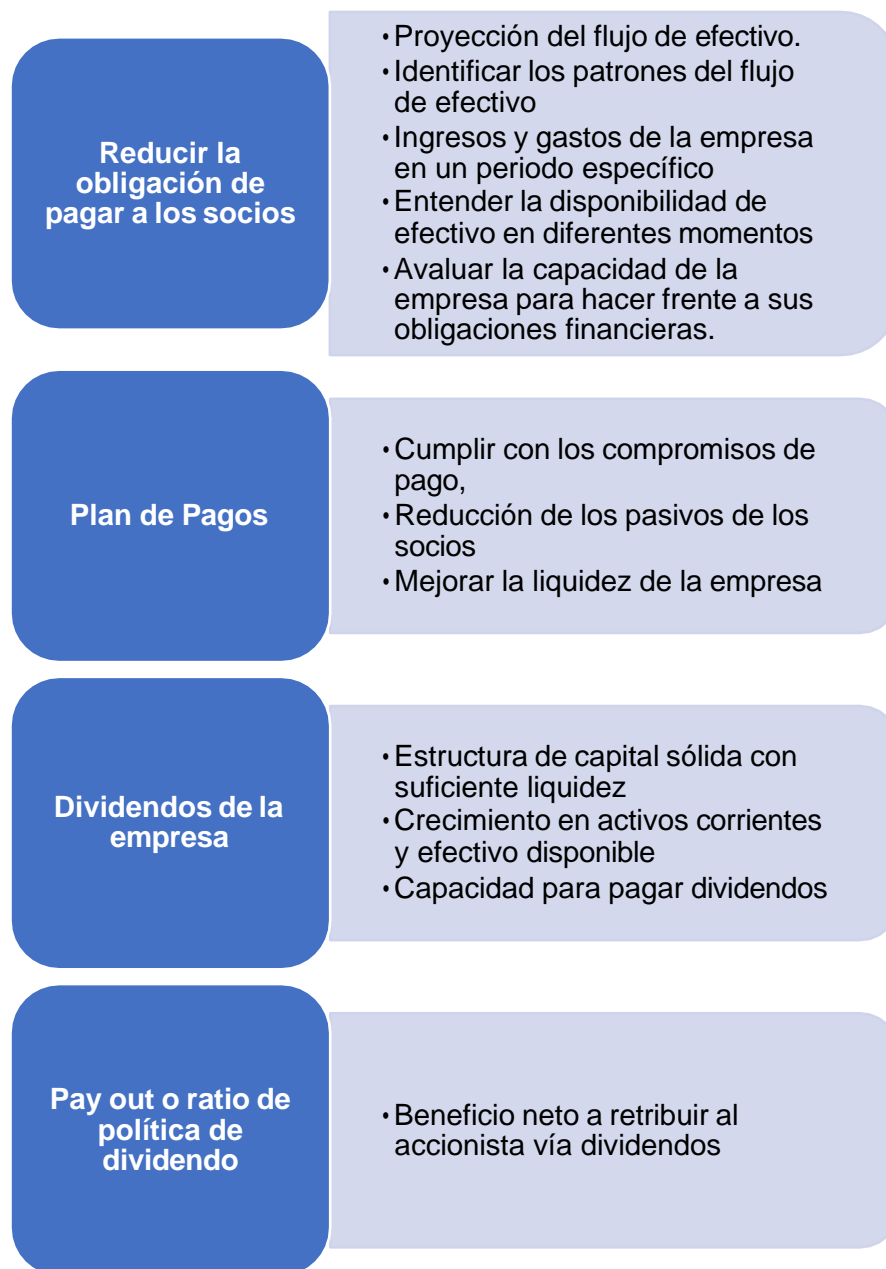 Reducir la
obligación de
pagar a los socios
• Proyección del flujo de efectivo.
• Identificar los patrones del flujo
de efectivo
• Ingresos y gastos de la empresa
en un periodo específico
• Entender la disponibilidad de
efectivo en diferentes momentos
• Avaluar la capacidad de la
empresa para hacer frente a sus
obligaciones financieras.
Plan de Pagos
• Cumplir con los compromisos de
pago,
• Reducción de los pasivos de los
socios
• Mejorar la liquidez de la empresa
Dividendos de la
empresa
• Estructura de capital sólida con
suficiente liquidez
• Crecimiento en activos corrientes
y efectivo disponible
• Capacidad para pagar dividendos
Pay out o ratio de
política de
dividendo
• Beneficio neto a retribuir al
accionista vía dividendos